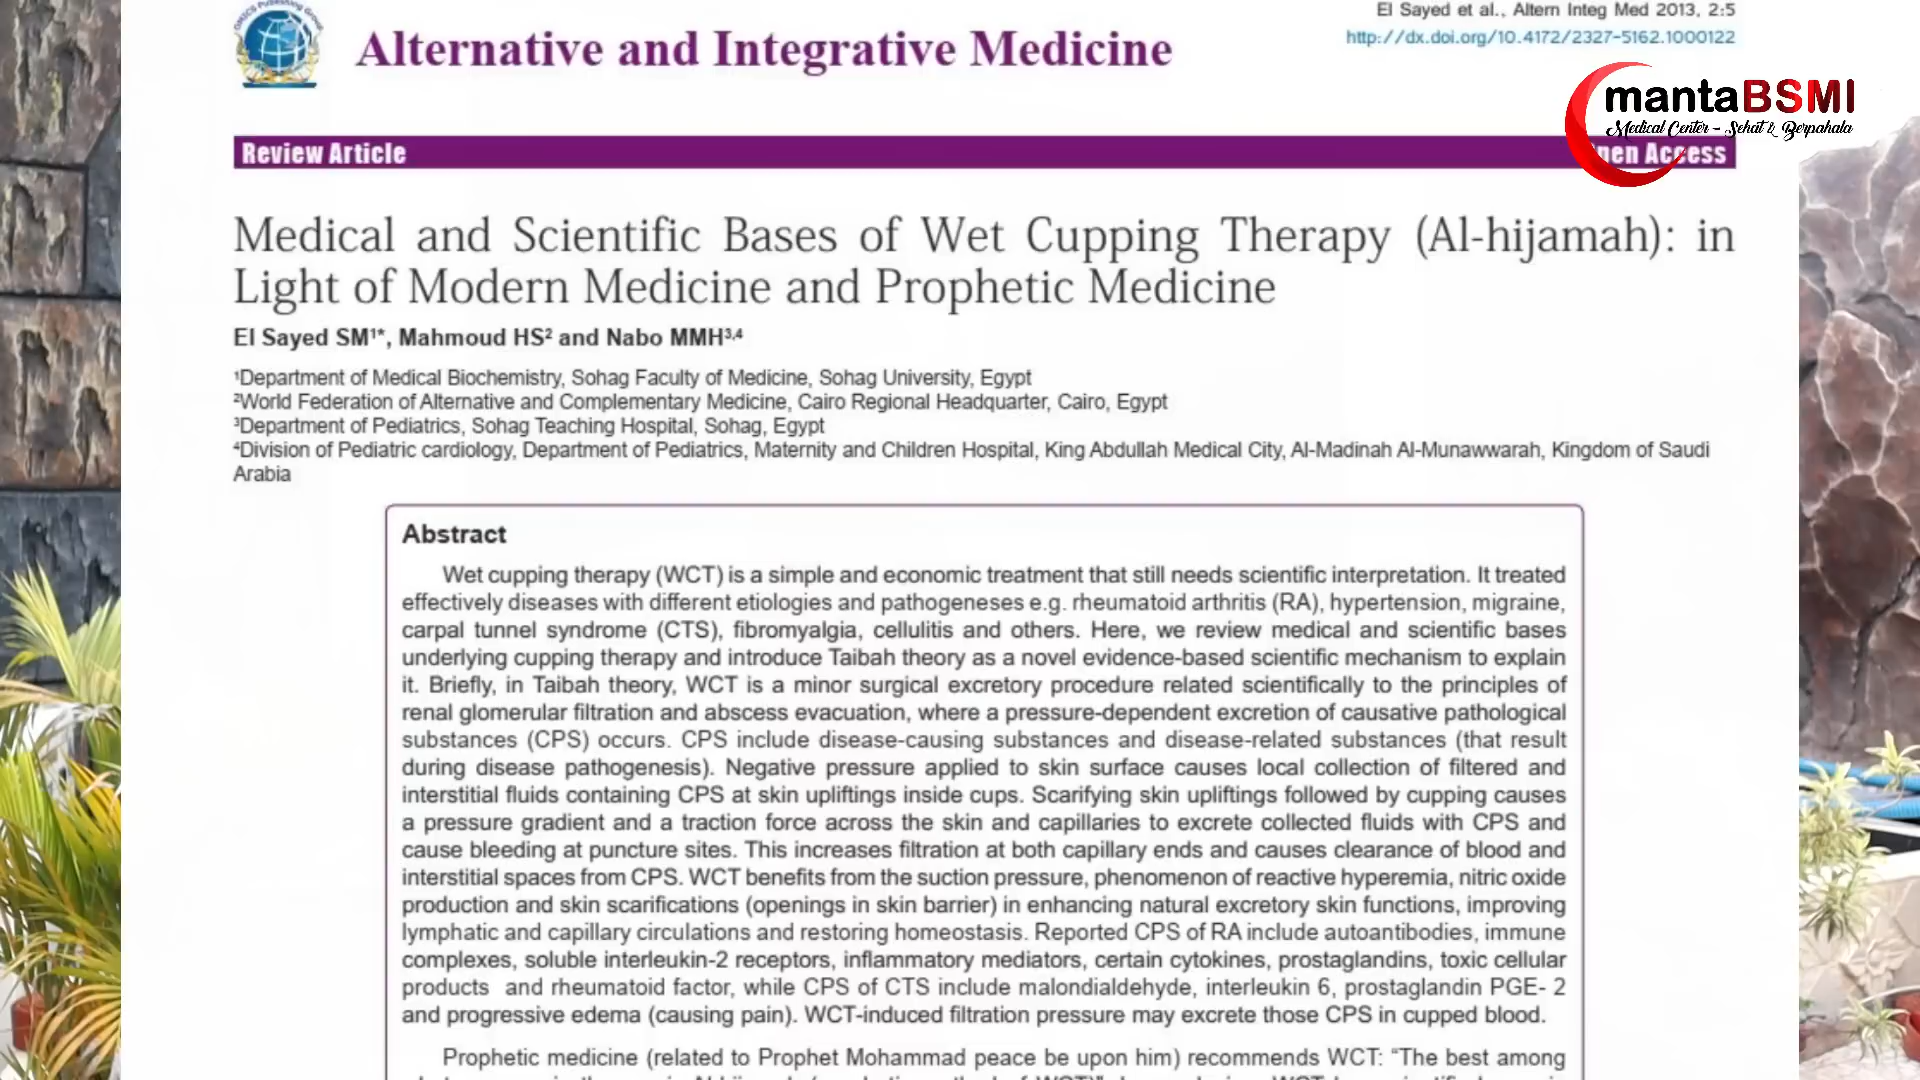 El Sayed et al., Altern Integ Med 2013, 2:5
http://dx.doi.org/10.4172/2327-5162.1000122
Alternative and Integrative Medicine
mantaBSMI
Medical Center - Sehat & Berpahala
Review Article
Open Access
Medical and Scientific Bases of Wet Cupping Therapy (Al-hijamah): in
Light of Modern Medicine and Prophetic Medicine
El Sayed SM¹*, Mahmoud HS² and Nabo MMH³,⁴
¹Department of Medical Biochemistry, Sohag Faculty of Medicine, Sohag University, Egypt
²World Federation of Alternative and Complementary Medicine, Cairo Regional Headquarter, Cairo, Egypt
³Department of Pediatrics, Sohag Teaching Hospital, Sohag, Egypt
⁴Division of Pediatric cardiology, Department of Pediatrics, Maternity and Children Hospital, King Abdullah Medical City, Al-Madinah Al-Munawwarah, Kingdom of Saudi
Arabia
Abstract
Wet cupping therapy (WCT) is a simple and economic treatment that still needs scientific interpretation. It treated
effectively diseases with different etiologies and pathogeneses e.g. rheumatoid arthritis (RA), hypertension, migraine,
carpal tunnel syndrome (CTS), fibromyalgia, cellulitis and others. Here, we review medical and scientific bases
underlying cupping therapy and introduce Taibah theory as a novel evidence-based scientific mechanism to explain
it. Briefly, in Taibah theory, WCT is a minor surgical excretory procedure related scientifically to the principles of
renal glomerular filtration and abscess evacuation, where a pressure-dependent excretion of causative pathological
substances (CPS) occurs. CPS include disease-causing substances and disease-related substances (that result
during disease pathogenesis). Negative pressure applied to skin surface causes local collection of filtered and
interstitial fluids containing CPS at skin upliftings inside cups. Scarifying skin upliftings followed by cupping causes
a pressure gradient and a traction force across the skin and capillaries to excrete collected fluids with CPS and
cause bleeding at puncture sites. This increases filtration at both capillary ends and causes clearance of blood and
interstitial spaces from CPS. WCT benefits from the suction pressure, phenomenon of reactive hyperemia, nitric oxide
production and skin scarifications (openings in skin barrier) in enhancing natural excretory skin functions, improving
lymphatic and capillary circulations and restoring homeostasis. Reported CPS of RA include autoantibodies, immune
complexes, soluble interleukin-2 receptors, inflammatory mediators, certain cytokines, prostaglandins, toxic cellular
products and rheumatoid factor, while CPS of CTS include malondialdehyde, interleukin 6, prostaglandin PGE- 2
and progressive edema (causing pain). WCT-induced filtration pressure may excrete those CPS in cupped blood.
Prophetic medicine (related to Prophet Mohammad peace be upon him) recommends WCT: “The best among